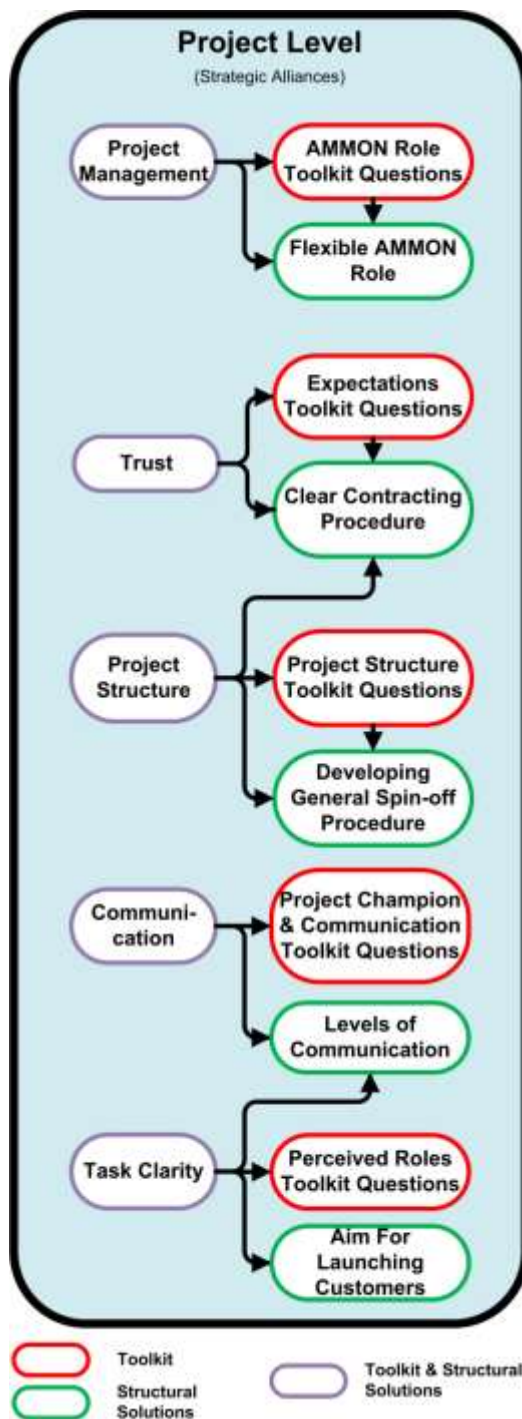 Project Level
(Strategic Alliances)
Project
Management
AMMON Role
Toolkit Questions
Flexible AMMON
Role
Expectations
Toolkit Questions
Trust
Clear Contracting
Procedure
Project
Structure
Project Structure
Toolkit Questions
Developing
General Spin-off
Procedure
Communi-
cation
Project Champion
& Communication
Toolkit Questions
Levels of
Communication
Task Clarity
Perceived Roles
Toolkit Questions
Aim For
Launching
Customers
Toolkit
Structural
Solutions
Toolkit & Structural
Solutions